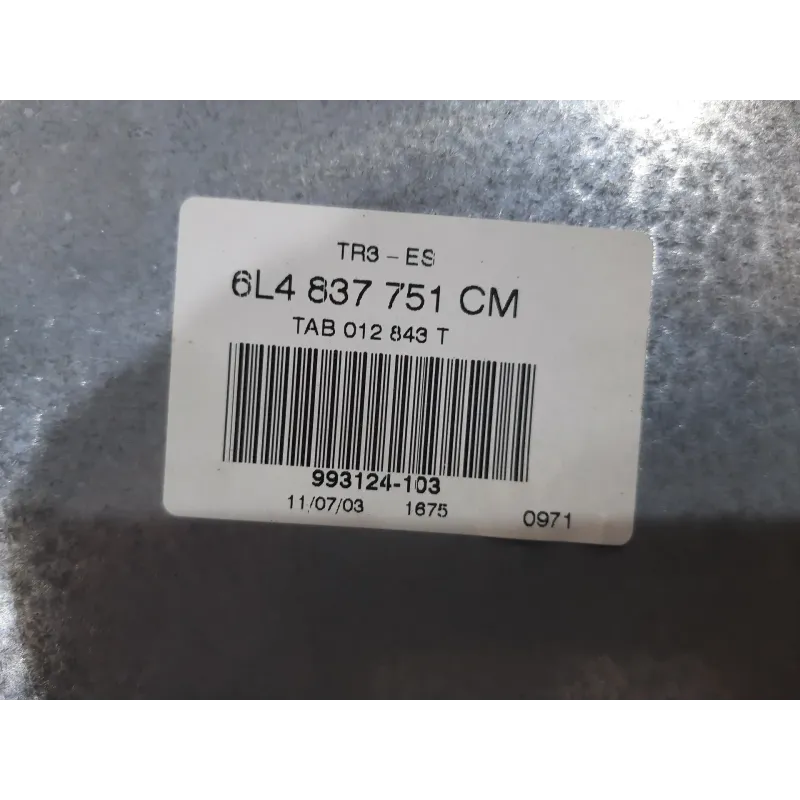 TR3 - ES
6L4 837 751 CM
TAB 012 843 T
993124-103
11/07/03 1675 0971